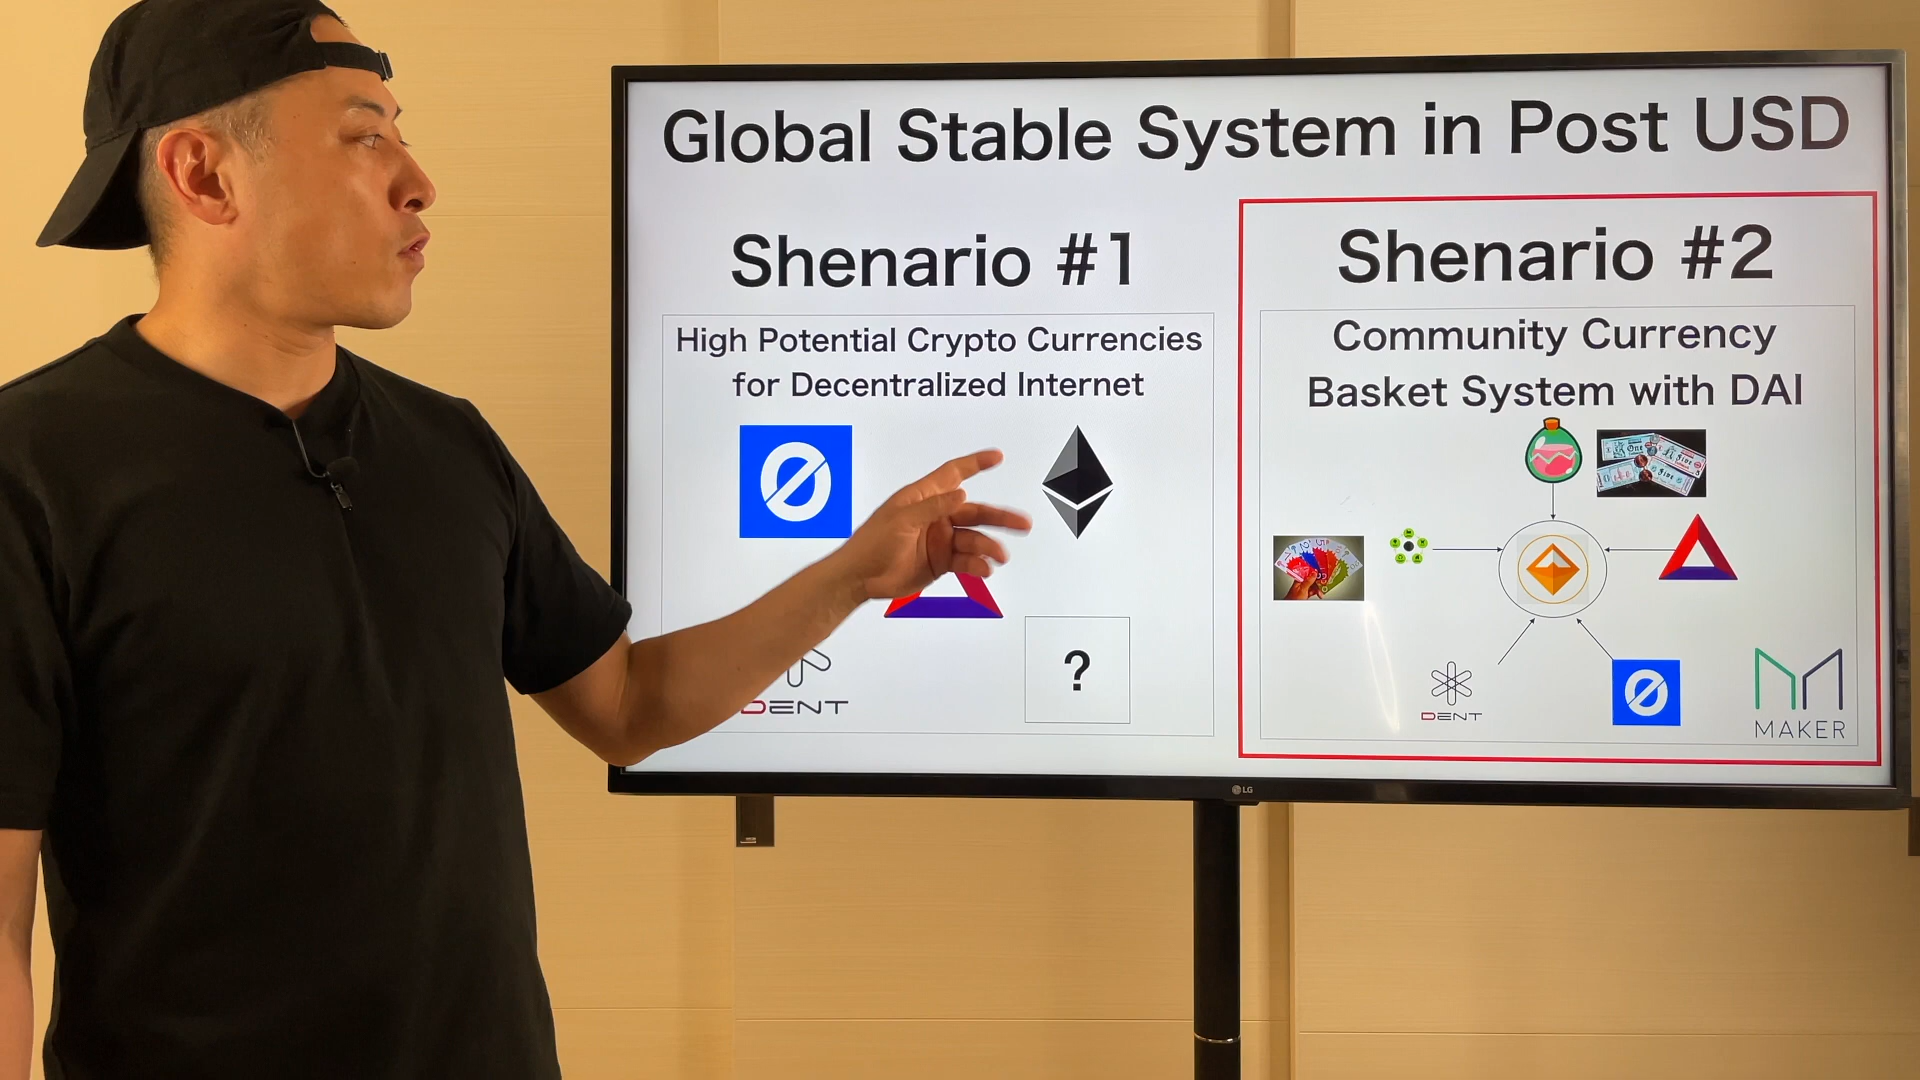 Global Stable System in Post USD
Shenario #1
High Potential Crypto Currencies
for Decentralized Internet
DENT
?
Shenario #2
Community Currency
Basket System with DAI
DENT
MAKER
LG